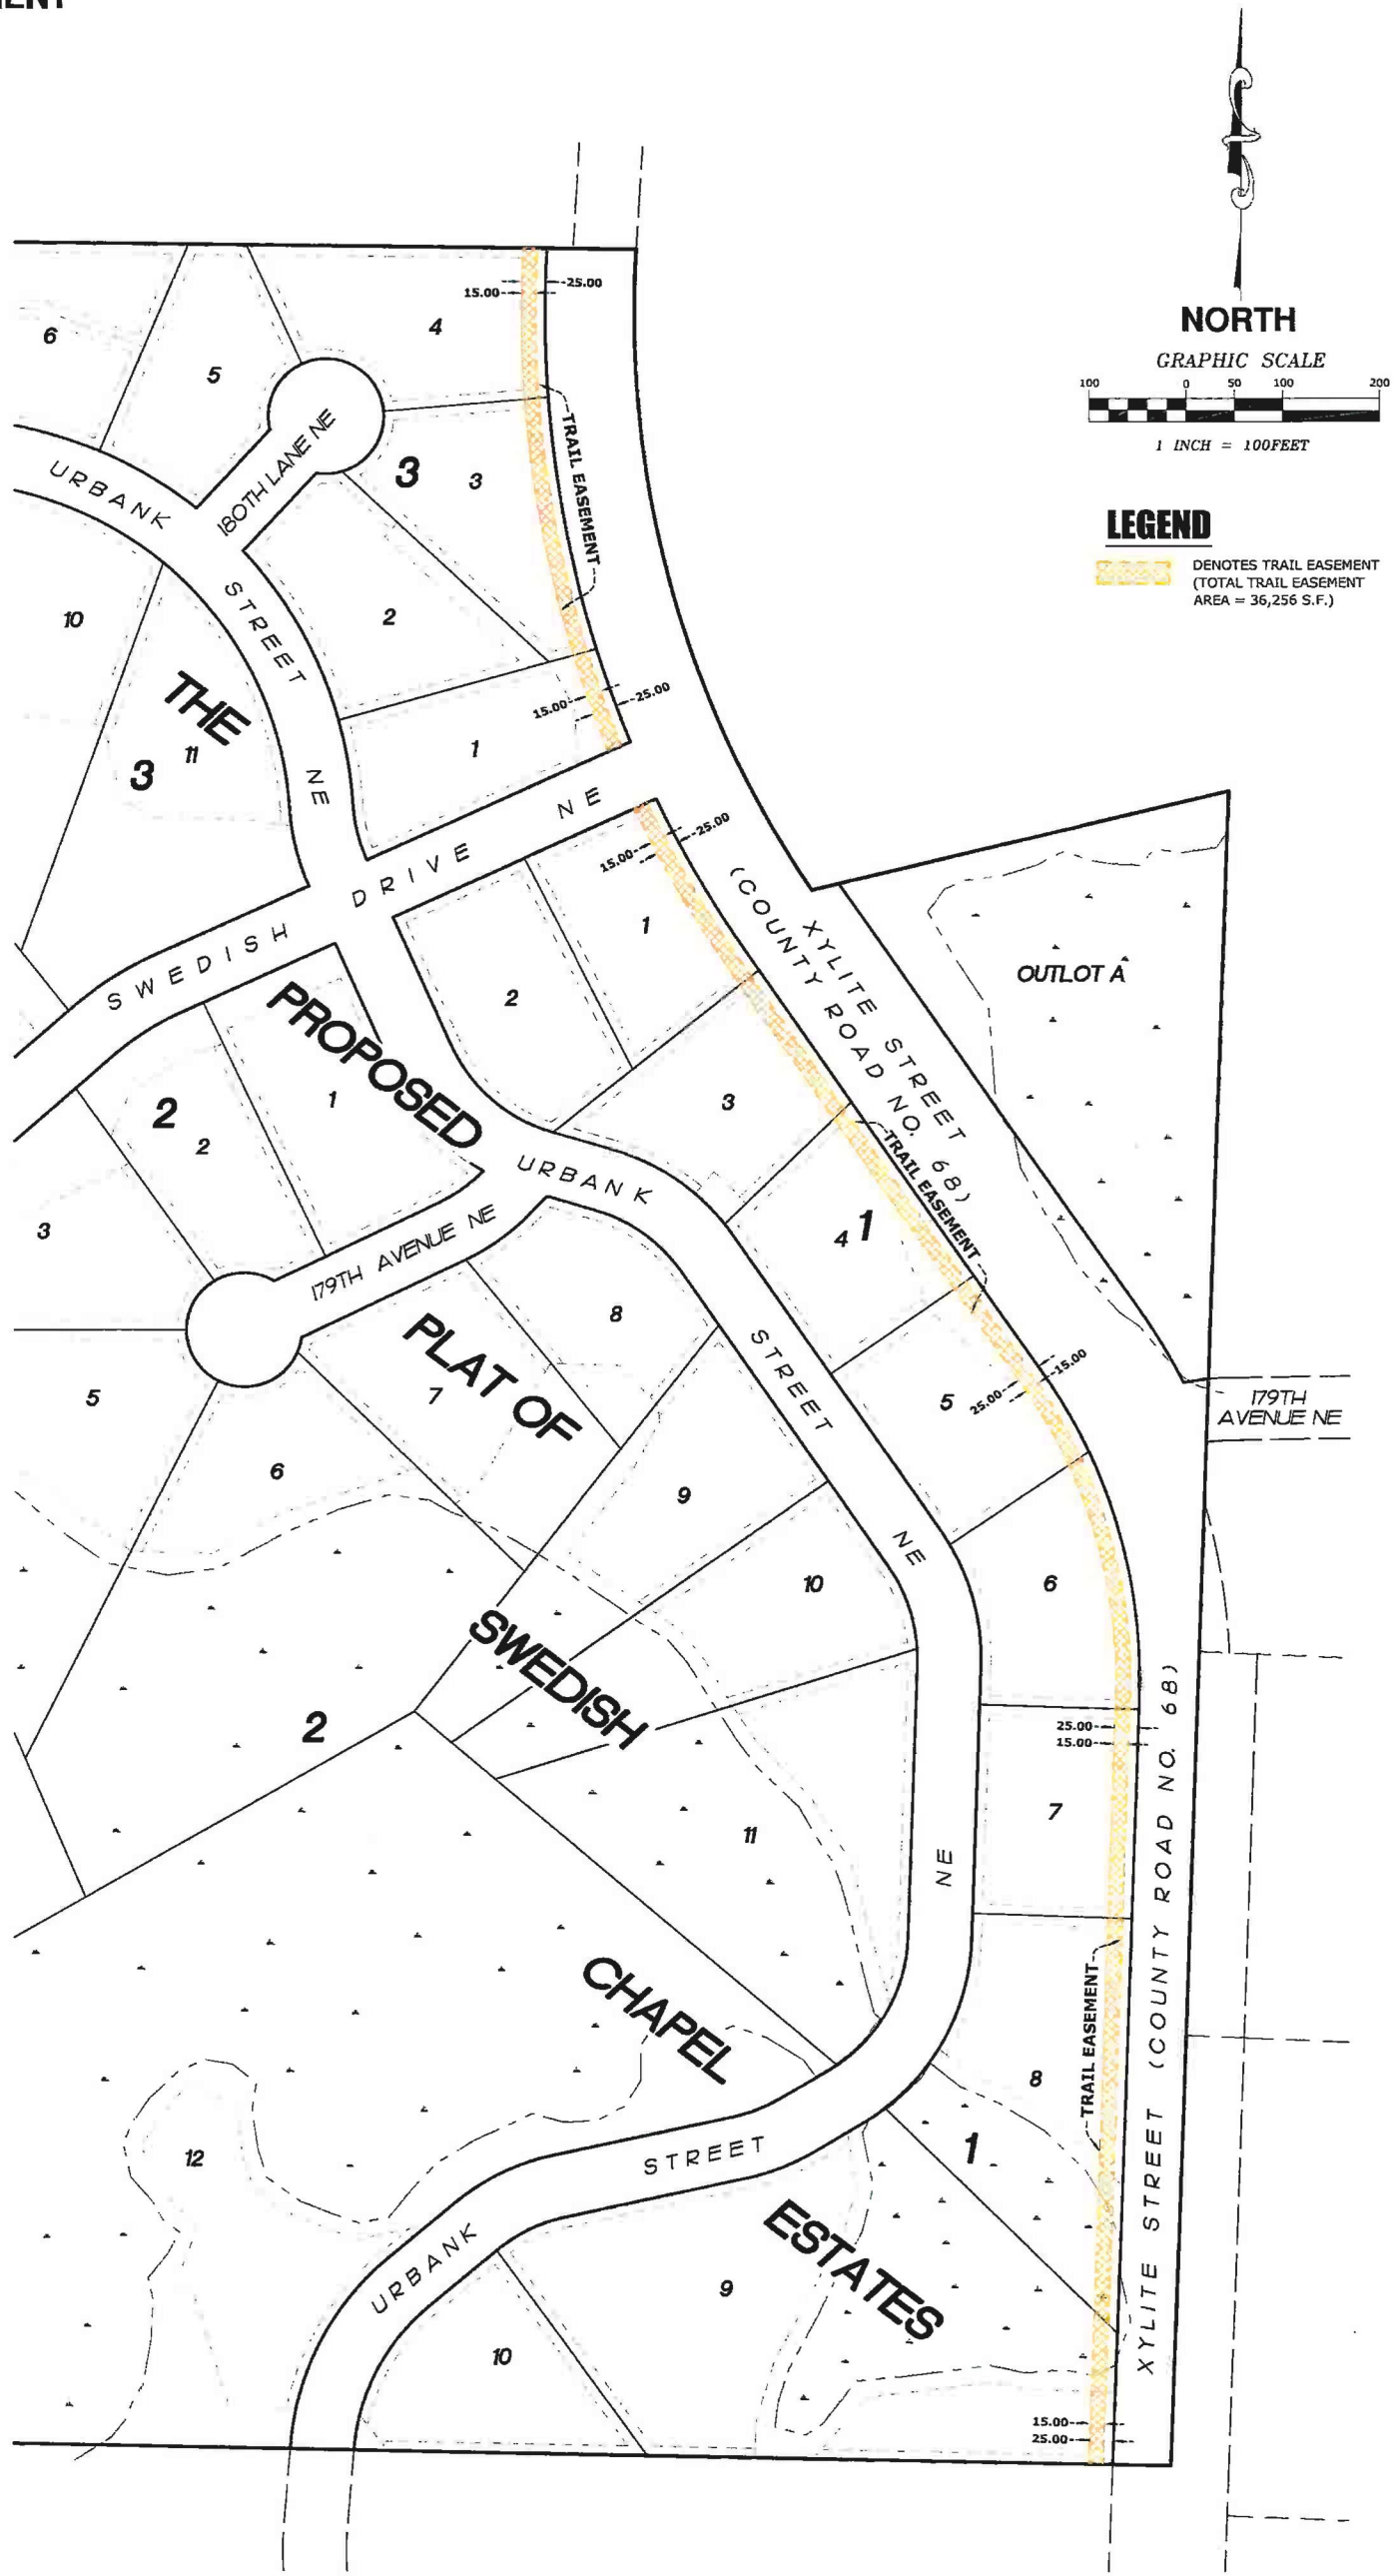 NORTH
GRAPHIC SCALE
100 0 50 100 200
1 INCH = 100FEET
LEGEND
DENOTES TRAIL EASEMENT
(TOTAL TRAIL EASEMENT
AREA = 36,256 S.F.)
25.00
15.00
4
6
5
180TH LANE NE
3
3
TRAIL EASEMENT
URBANK
STREET
NE
2
10
THE
3
11
15.00
25.00
1
SWEDISH DRIVE NE
15.00
25.00
1
2
(COUNTY ROAD NO. 68)
XYLITE STREET
OUTLOT A
PROPOSED
1
2
2
3
3
URBANK
STREET
NE
179TH AVENUE NE
4
1
TRAIL EASEMENT
8
PLAT OF
7
5
6
5
25.00
15.00
179TH
AVENUE NE
9
10
6
SWEDISH
2
25.00
15.00
7
11
NE
XYLITE STREET (COUNTY ROAD NO. 68)
CHAPEL
TRAIL EASEMENT
8
1
12
STREET
URBANK
ESTATES
9
10
15.00
25.00